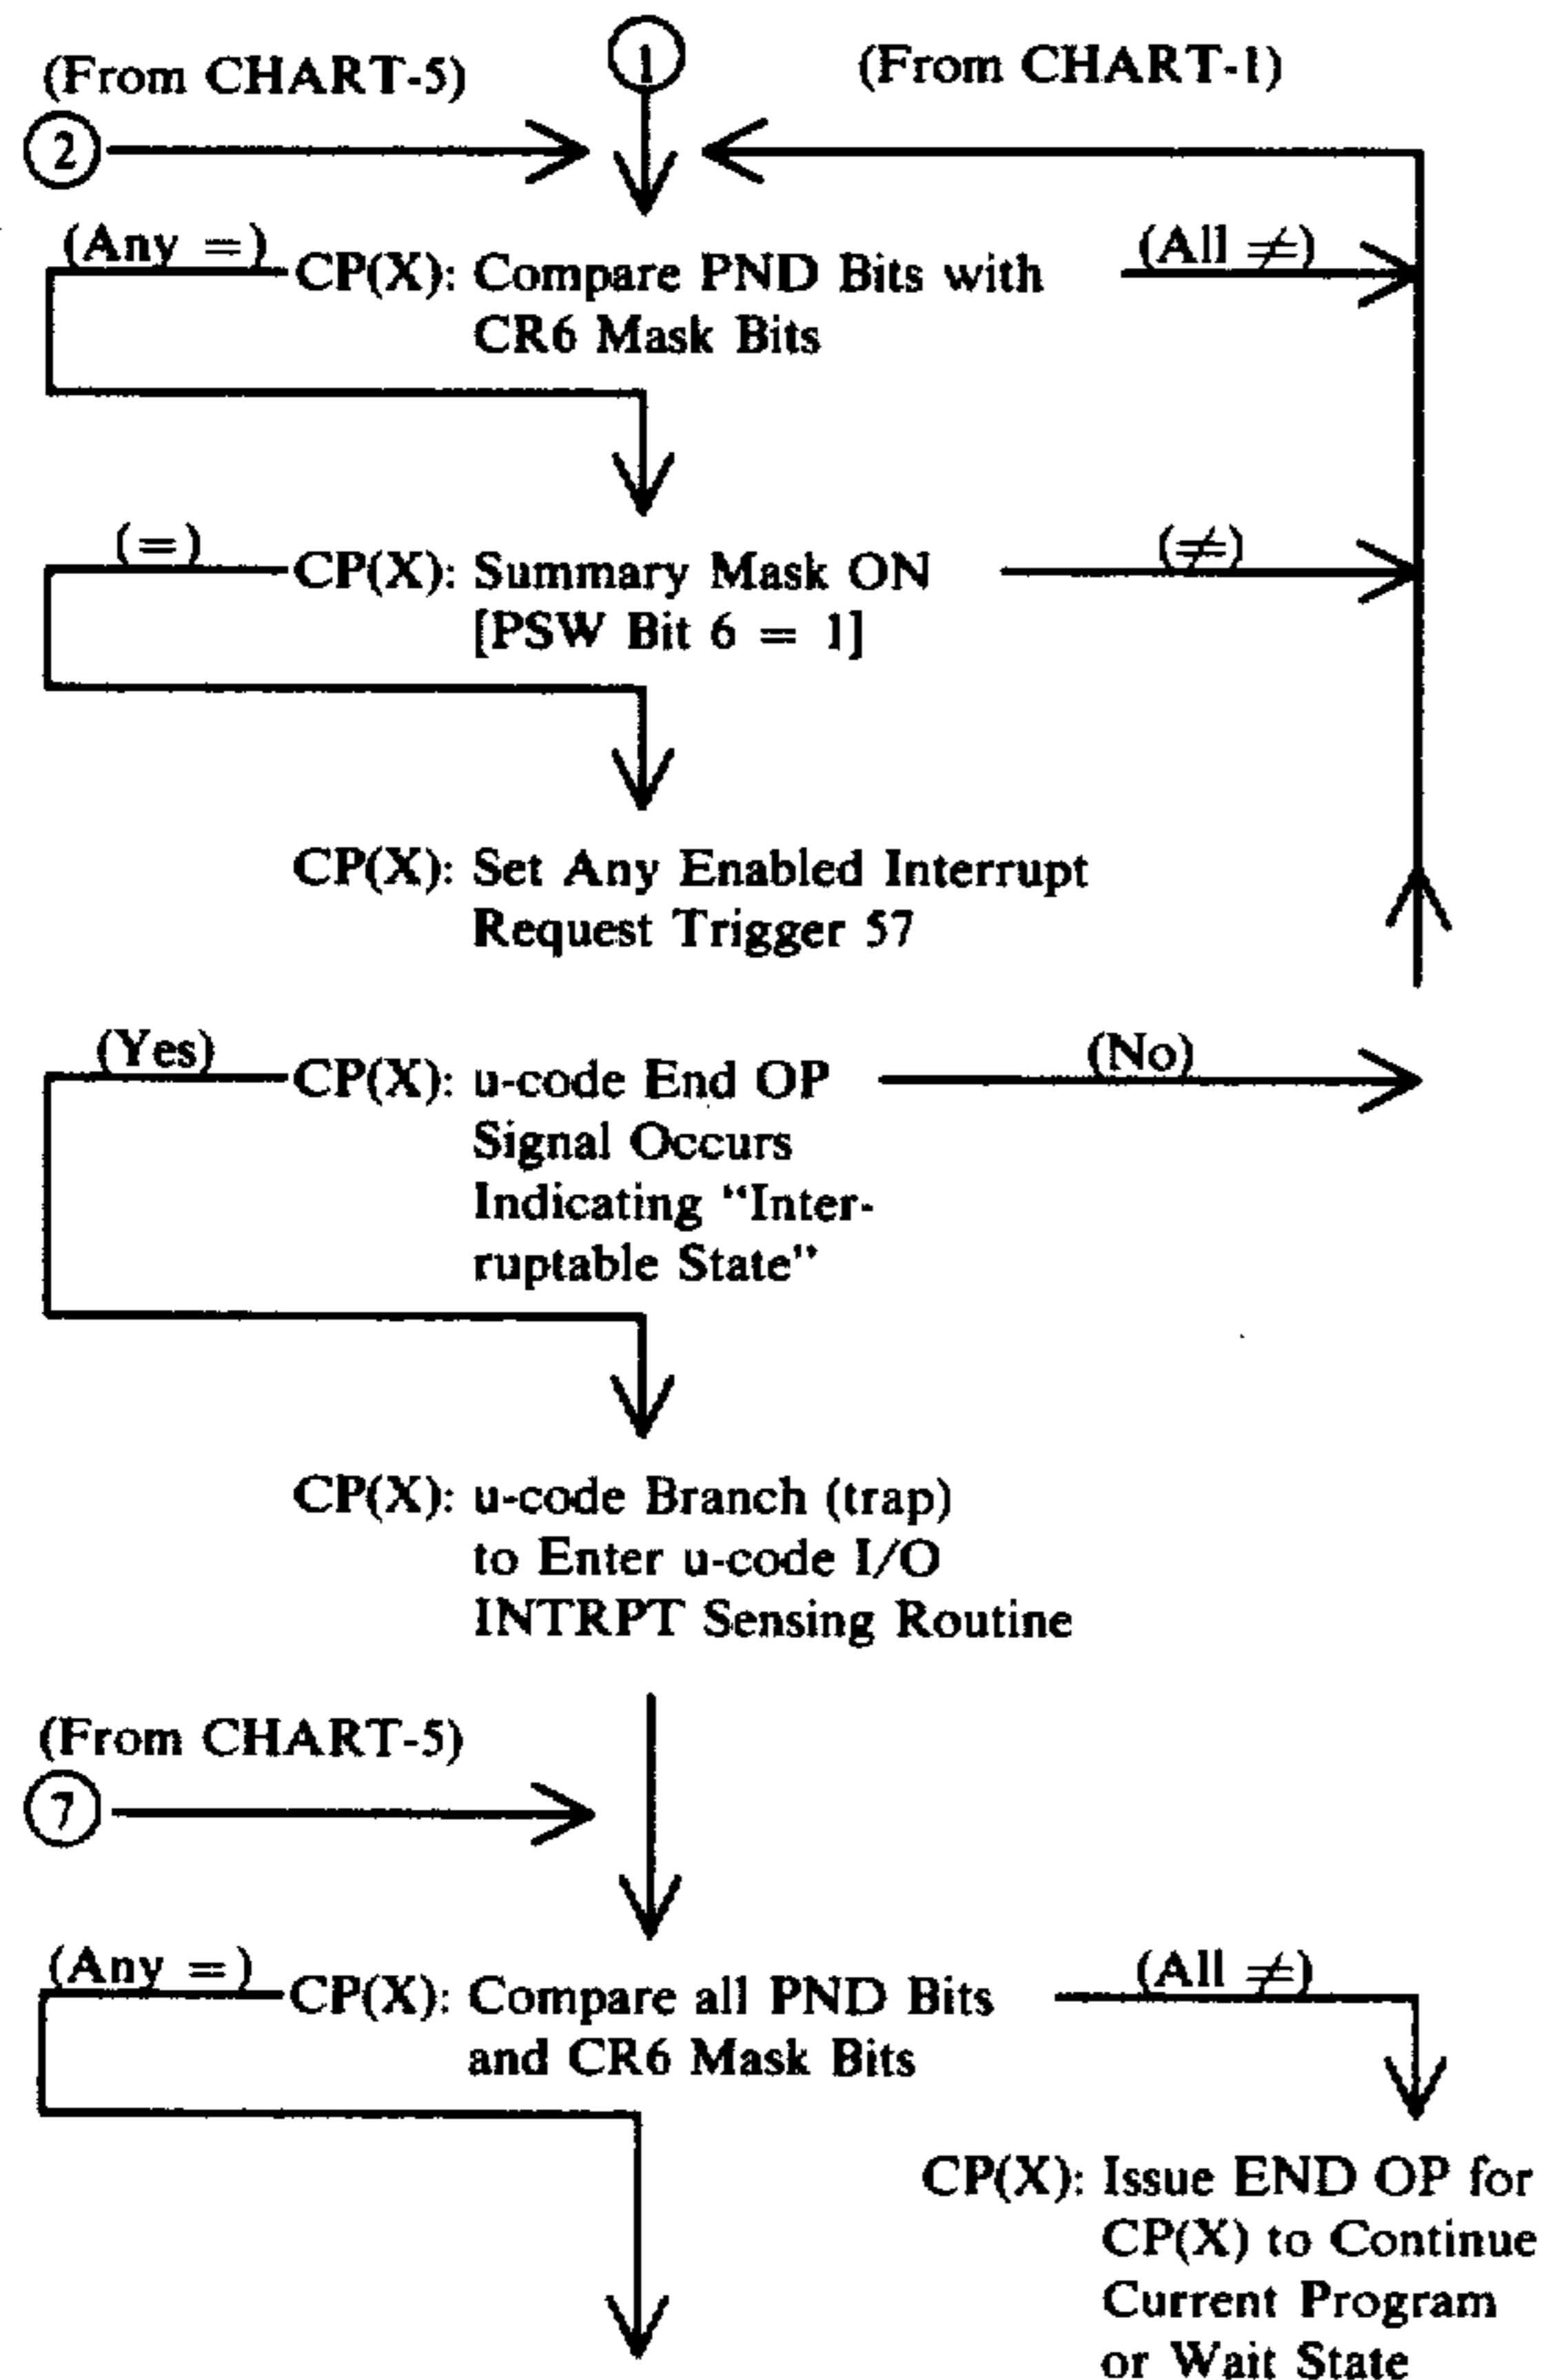 (From CHART-5) 1 (From CHART-1)
2
(Any =) CP(X): Compare PND Bits with (All ≠)
CR6 Mask Bits
(=) CP(X): Summary Mask ON (≠)
[PSW Bit 6 = 1]
CP(X): Set Any Enabled Interrupt
Request Trigger 57
(Yes) CP(X): u-code End OP (No)
Signal Occurs
Indicating “Inter-
ruptable State”
CP(X): u-code Branch (trap)
to Enter u-code I/O
INTRPT Sensing Routine
(From CHART-5)
7
(Any =) CP(X): Compare all PND Bits (All ≠)
and CR6 Mask Bits
CP(X): Issue END OP for
CP(X) to Continue
Current Program
or Wait State